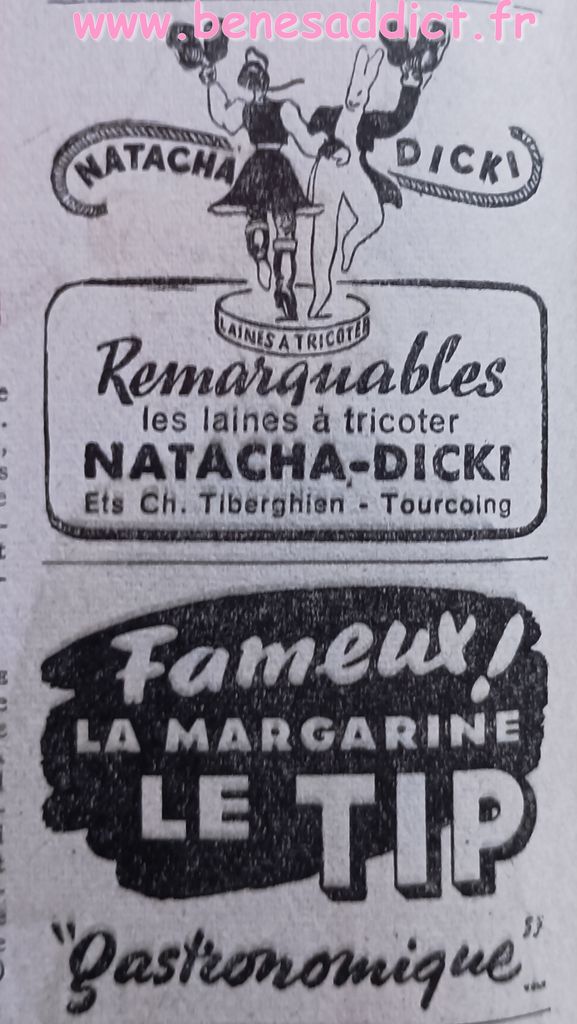 www.benesaddict.fr
NATACHA DICKI
LAINES A TRICOTER
Remarquables
les laines à tricoter
NATACHA-DICKI
Ets Ch. Tiberghien - Tourcoing
Fameux!
LA MARGARINE
LE TIP
"Gastronomique"...